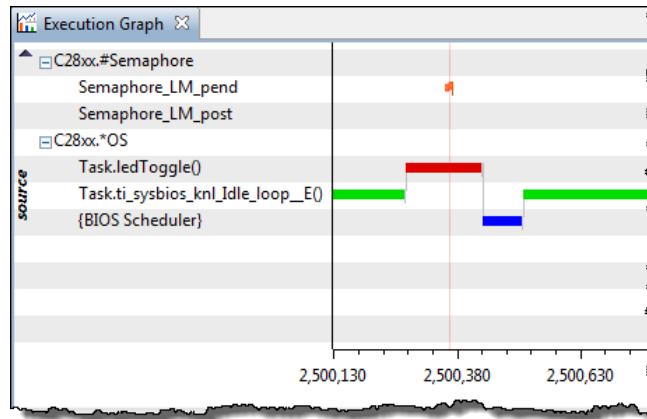 Execution Graph
C28xx.#Semaphore
Semaphore_LM_pend
Semaphore_LM_post
C28xx.*OS
Task.ledToggle()
Task.ti_sysbios_knl_Idle_loop__E()
{BIOS Scheduler}
source
2,500,130 2,500,380 2,500,630